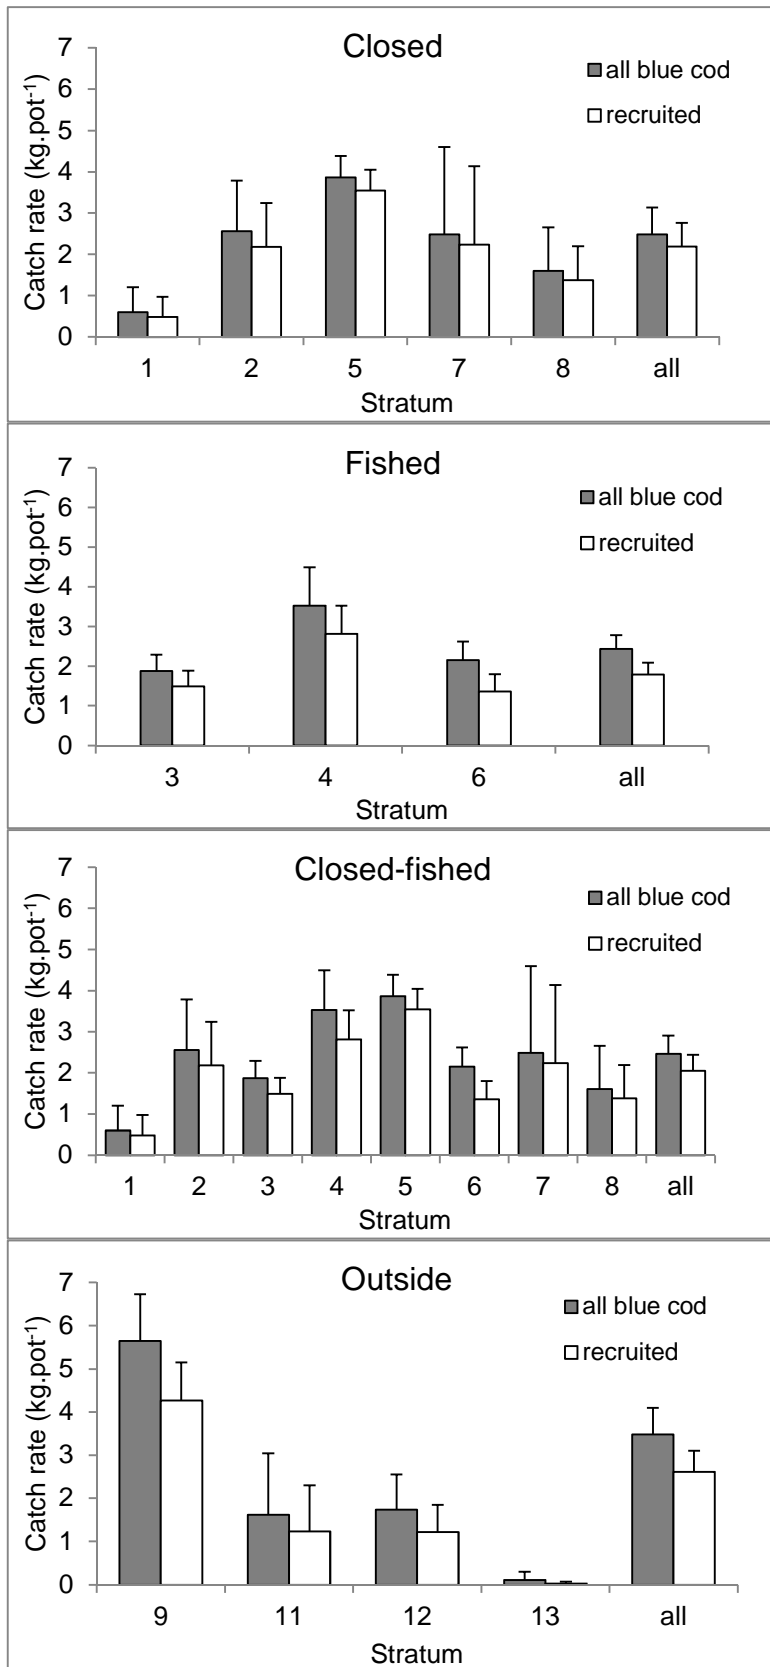 Closed
all blue cod
recruited
Catch rate (kg.pot-1)
7
6
5
4
3
2
1
0
1 2 5 7 8 all
Stratum
Fished
all blue cod
recruited
Catch rate (kg.pot-1)
7
6
5
4
3
2
1
0
3 4 6 all
Stratum
Closed-fished
all blue cod
recruited
Catch rate (kg.pot-1)
7
6
5
4
3
2
1
0
1 2 3 4 5 6 7 8 all
Stratum
Outside
all blue cod
recruited
Catch rate (kg.pot-1)
7
6
5
4
3
2
1
0
9 11 12 13 all
Stratum